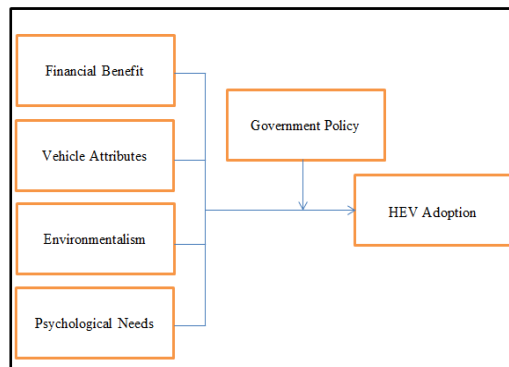 Financial Benefit
Government Policy
Vehicle Attributes
HEV Adoption
Environmentalism
Psychological Needs